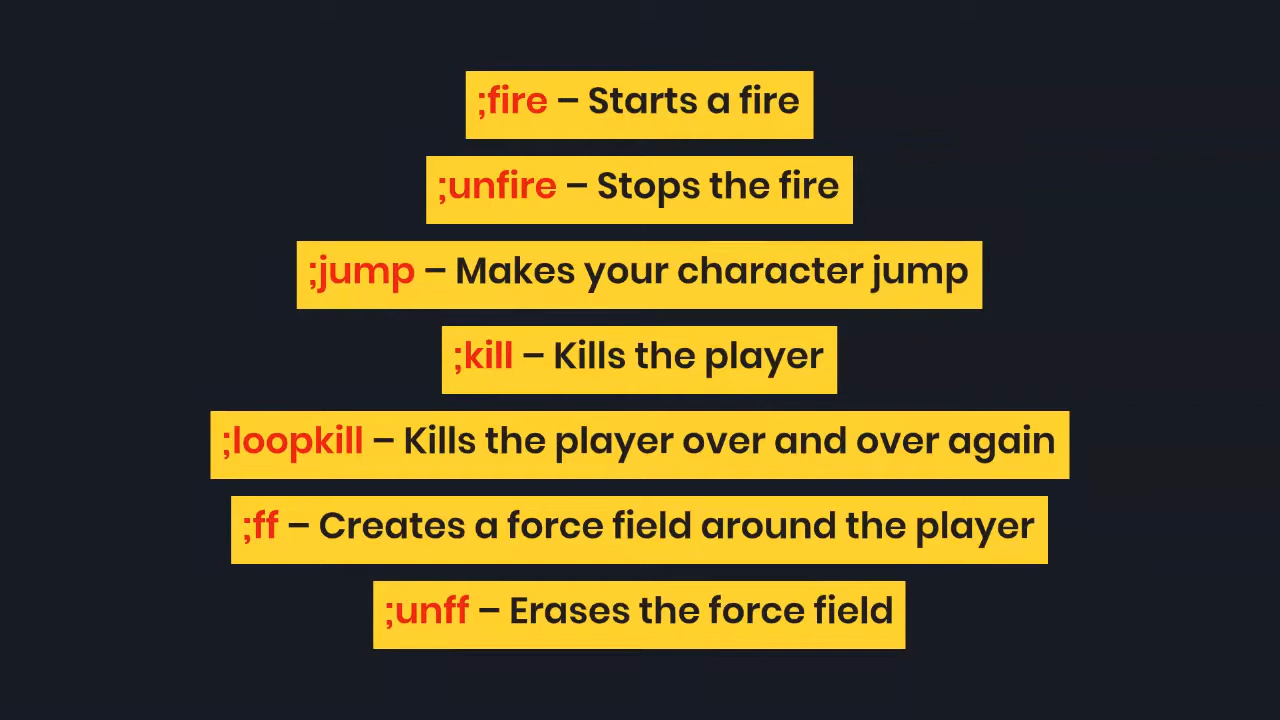 ;fire – Starts a fire
;unfire – Stops the fire
;jump – Makes your character jump
;kill – Kills the player
;loopkill – Kills the player over and over again
;ff – Creates a force field around the player
;unff – Erases the force field